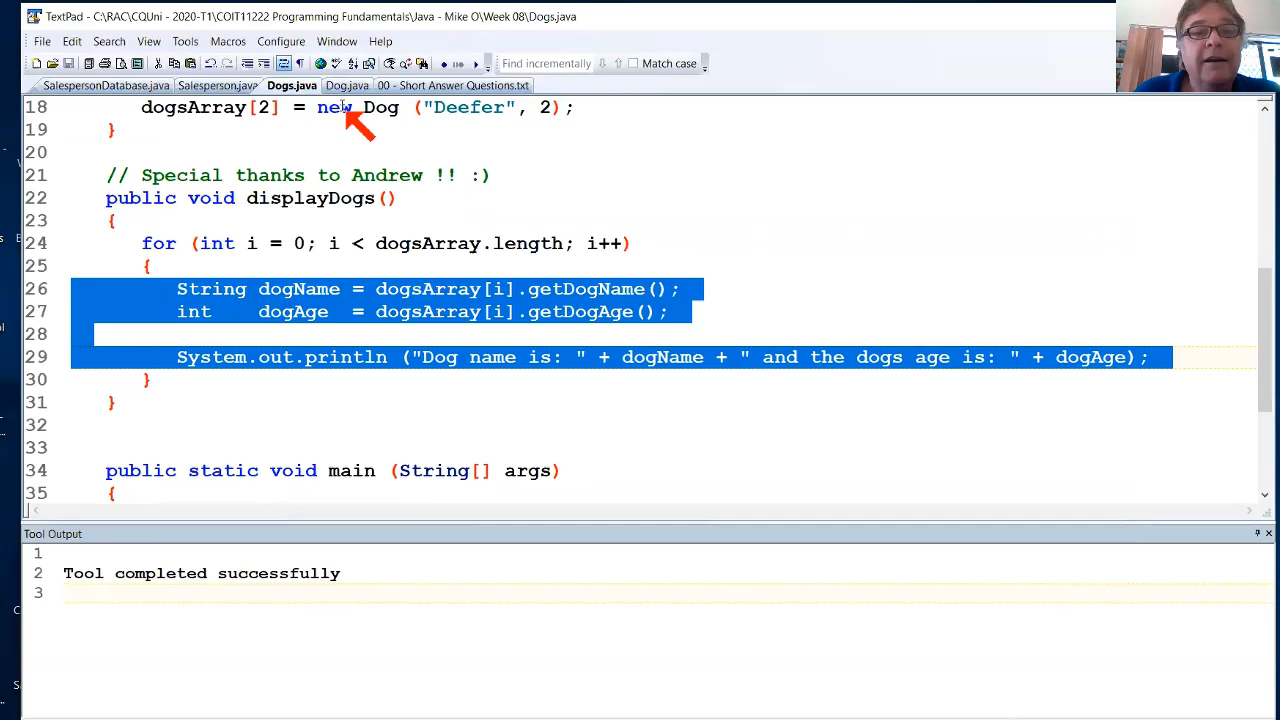 TextPad - C:\RAC\CQUni - 2020-T1\COIT11222 Programming Fundamentals\Java - Mike O\Week 08\Dogs.java
File Edit Search View Tools Macros Configure Window Help
Find incrementally Match case
SalespersonDatabase.java Salesperson.java Dogs.java Dog.java 00 - Short Answer Questions.txt
18 dogsArray[2] = new Dog ("Deefer", 2);
19 }
20
21 // Special thanks to Andrew !! :)
22 public void displayDogs()
23 {
24 for (int i = 0; i < dogsArray.length; i++)
25 {
26 String dogName = dogsArray[i].getDogName();
27 int dogAge = dogsArray[i].getDogAge();
28
29 System.out.println ("Dog name is: " + dogName + " and the dogs age is: " + dogAge);
30 }
31 }
32
33
34 public static void main (String[] args)
35 {
Tool Output
1
2 Tool completed successfully
3